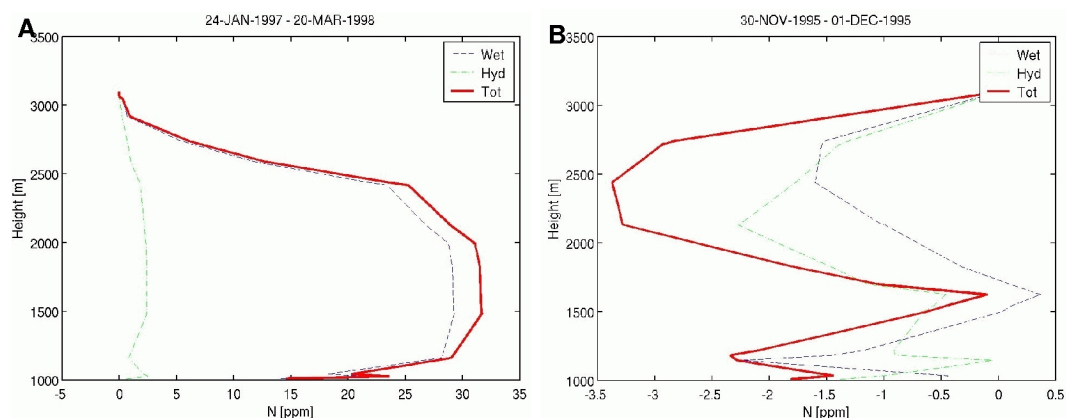 A
24-JAN-1997 - 20-MAR-1998
3500
3000
2500
2000
1500
1000
Height [m]
-5 0 5 10 15 20 25 30 35
N [ppm]
Wet
Hyd
Tot
B
30-NOV-1995 - 01-DEC-1995
3500
3000
2500
2000
1500
1000
Height [m]
-3.5 -3 -2.5 -2 -1.5 -1 -0.5 0 0.5
N [ppm]
Wet
Hyd
Tot